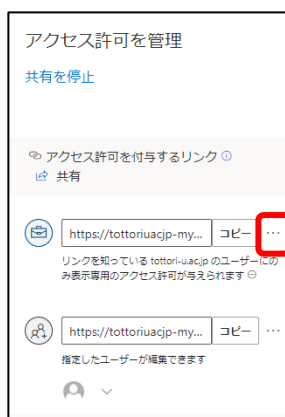 アクセス許可を管理
共有を停止
アクセス許可を付与するリンク
共有
https://tottoriuacjp-my... コピー ...
リンクを知っている tottori-u.ac.jp のユーザーにの
み表示専用のアクセス許可が与えられます
https://tottoriuacjp-my... コピー ...
指定したユーザーが編集できます